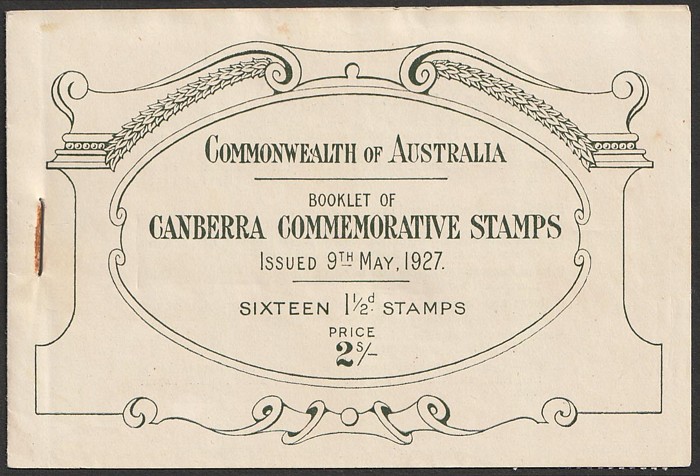 COMMONWEALTH OF AUSTRALIA
BOOKLET OF
CANBERRA COMMEMORATIVE STAMPS
ISSUED 9TH MAY, 1927.
SIXTEEN 1½d. STAMPS
PRICE
2S/-